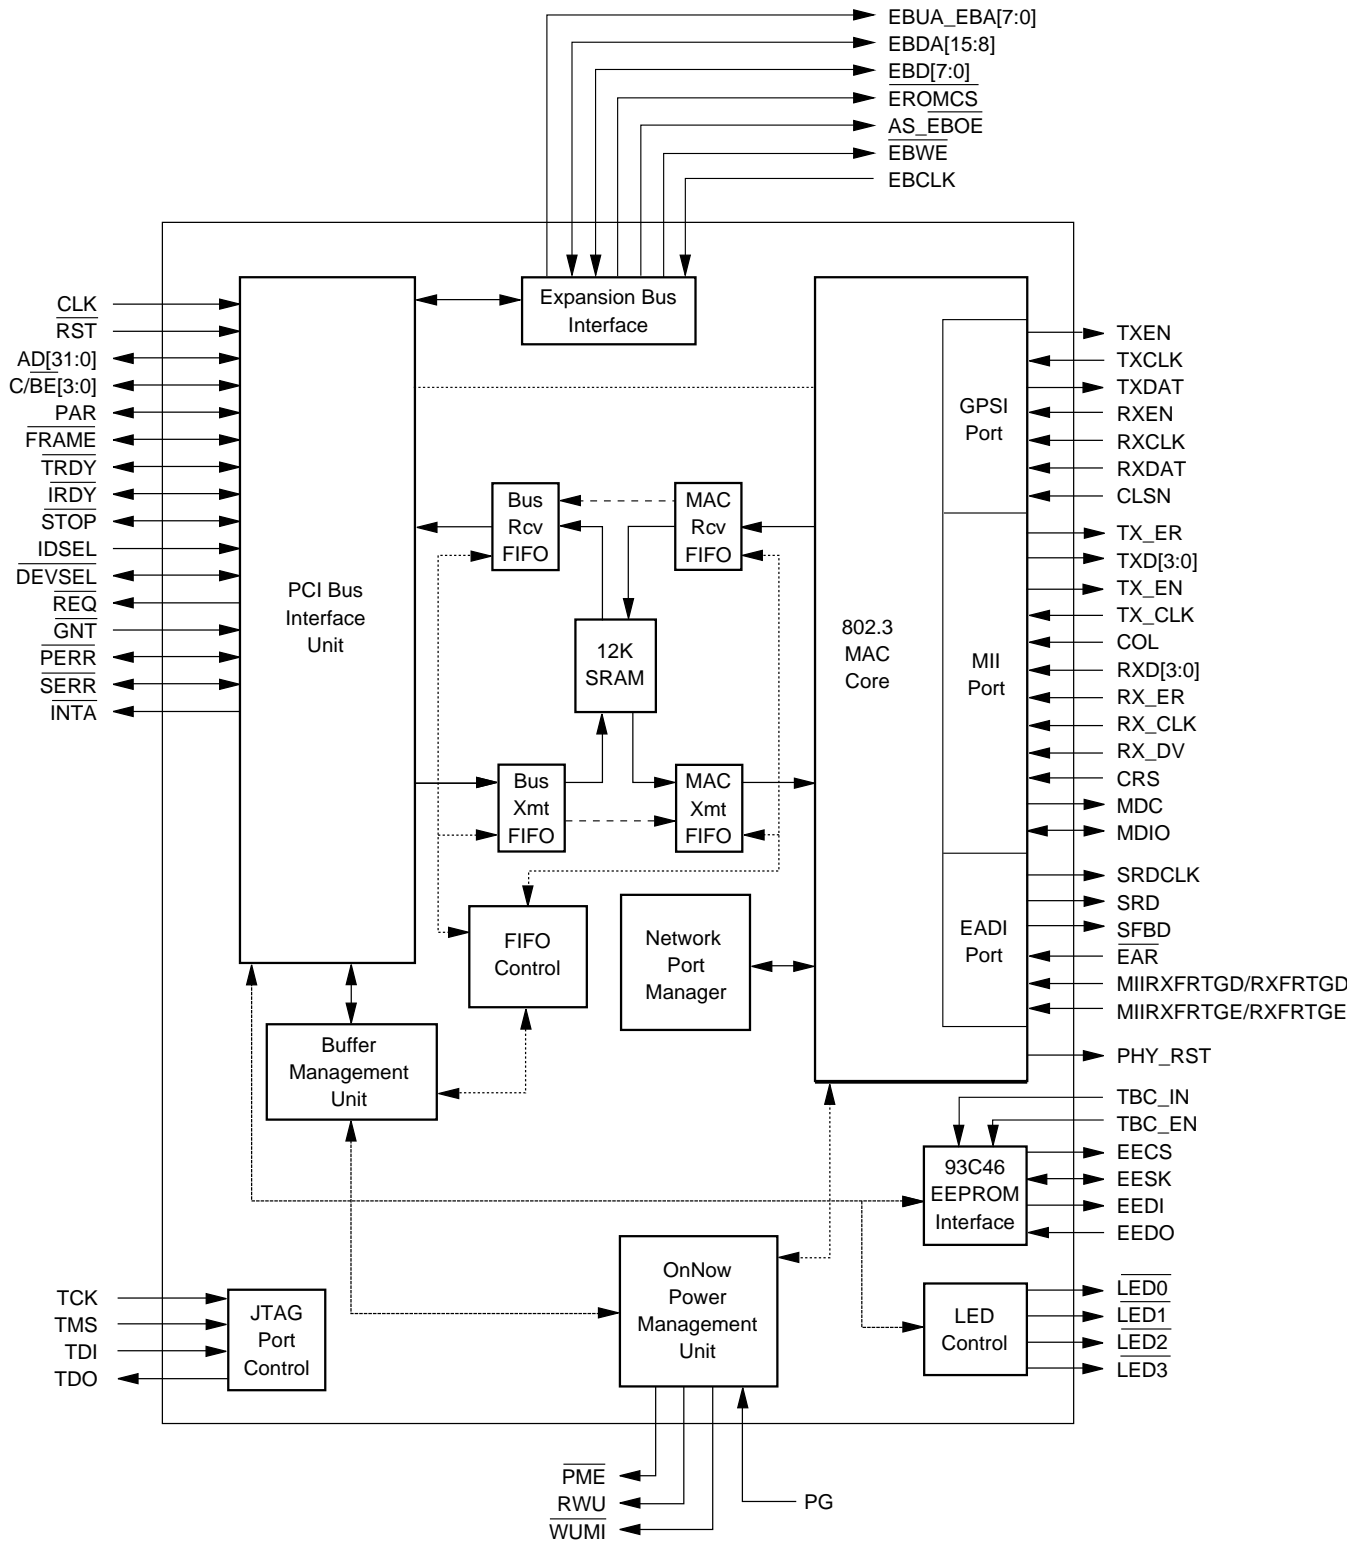 EBUA_EBA[7:0]
EBDA[15:8]
EBD[7:0]
EROMCS
AS_EBOE
EBWE
EBCLK
CLK
RST
AD[31:0]
C/BE[3:0]
PAR
FRAME
TRDY
IRDY
STOP
IDSEL
DEVSEL
REQ
GNT
PERR
SERR
INTA
PCI Bus
Interface
Unit
Expansion Bus
Interface
Bus
Rcv
FIFO
MAC
Rcv
FIFO
12K
SRAM
Bus
Xmt
FIFO
MAC
Xmt
FIFO
FIFO
Control
Network
Port
Manager
Buffer
Management
Unit
802.3
MAC
Core
GPSI
Port
MII
Port
EADI
Port
TXEN
TXCLK
TXDAT
RXEN
RXCLK
RXDAT
CLSN
TX_ER
TXD[3:0]
TX_EN
TX_CLK
COL
RXD[3:0]
RX_ER
RX_CLK
RX_DV
CRS
MDC
MDIO
SRDCLK
SRD
SFBD
EAR
MIIRXFRTGD/RXFRTGD
MIIRXFRTGE/RXFRTGE
PHY_RST
TBC_IN
TBC_EN
EECS
EESK
EEDI
EEDO
93C46
EEPROM
Interface
OnNow
Power
Management
Unit
LED
Control
LED0
LED1
LED2
LED3
TCK
TMS
TDI
TDO
JTAG
Port
Control
PME
RWU
WUMI
PG